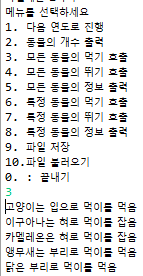 메뉴를 선택하세요
1. 다음 연도로 진행
2. 동물의 개수 출력
3. 모든 동물의 먹기 호출
4. 모든 동물의 뛰기 호출
5. 모든 동물의 정보 출력
6. 특정 동물의 먹기 호출
7. 특정 동물의 뛰기 호출
8. 특정 동물의 정보 출력
9. 파일 저장
10.파일 불러오기
0. : 끝내기
3
고양이는 입으로 먹이를 먹음
이구아나는 혀로 먹이를 잡음
카멜레온은 혀로 먹이를 잡음
앵무새는 부리로 먹이를 먹음
닭은 부리로 먹이를 먹음